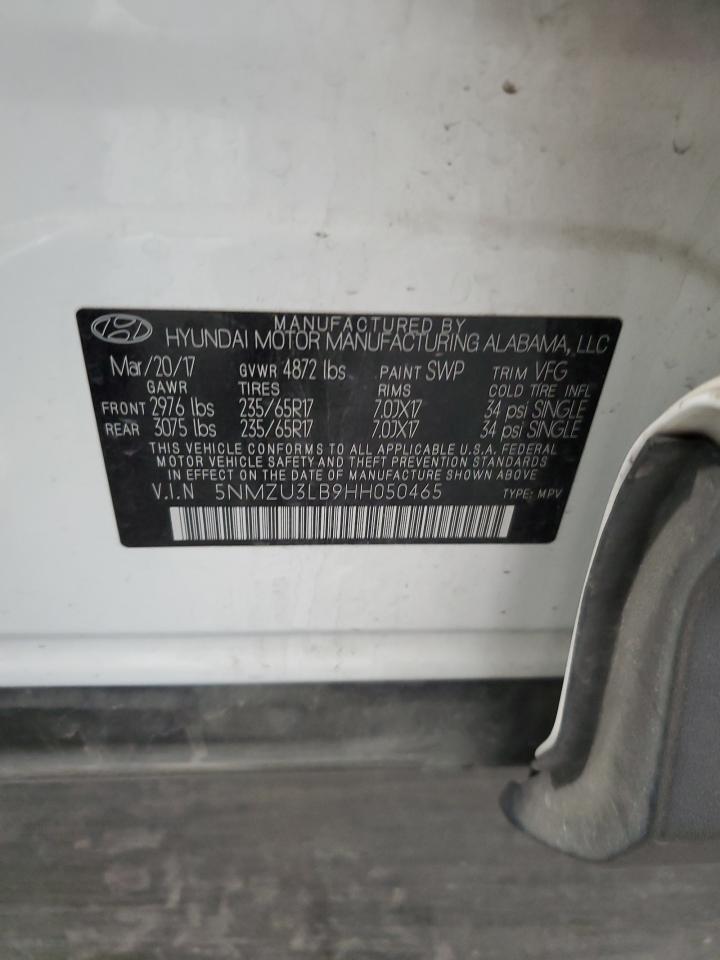 MANUFACTURED BY
HYUNDAI MOTOR MANUFACTURING ALABAMA, LLC
Mar/20/17 GVWR 4872 lbs PAINT SWP TRIM VFG
GAWR TIRES RIMS COLD TIRE INFL
FRONT 2976 lbs 235/65R17 7.0JX17 34 psi SINGLE
REAR 3075 lbs 235/65R17 7.0JX17 34 psi SINGLE
THIS VEHICLE CONFORMS TO ALL APPLICABLE U.S.A. FEDERAL
MOTOR VEHICLE SAFETY AND THEFT PREVENTION STANDARDS
IN EFFECT ON THE DATE OF MANUFACTURE SHOWN ABOVE
V.I.N 5NMZU3LB9HH050465 TYPE: MPV